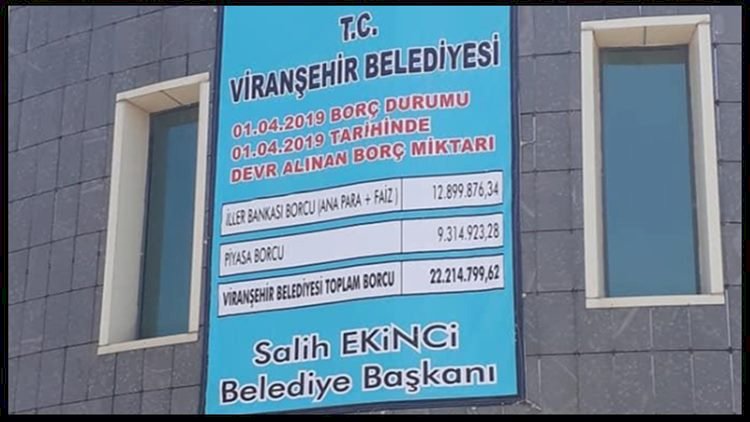 T.C.
VİRANŞEHİR BELEDİYESİ
01.04.2019 BORÇ DURUMU
01.04.2019 TARİHİNDE
DEVR ALINAN BORÇ MİKTARI
İLLER BANKASI BORCU (ANA PARA + FAİZ ) 12.899.876,34
PİYASA BORCU 9.314.923,28
VİRANŞEHİR BELEDİYESİ TOPLAM BORCU 22.214.799,62
Salih EKiNCi
Belediye Başkanı